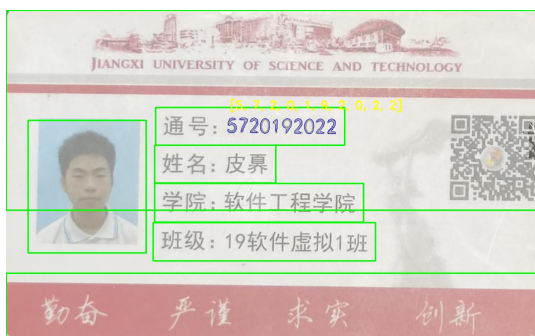 JIANGXI UNIVERSITY OF SCIENCE AND TECHNOLOGY
[5, 7, 2, 0, 1, 9, 2, 0, 2, 2]
通号: 5720192022
姓名: 皮羃
学院: 软件工程学院
班级: 19软件虚拟1班
勤奋 严谨 求实 创新